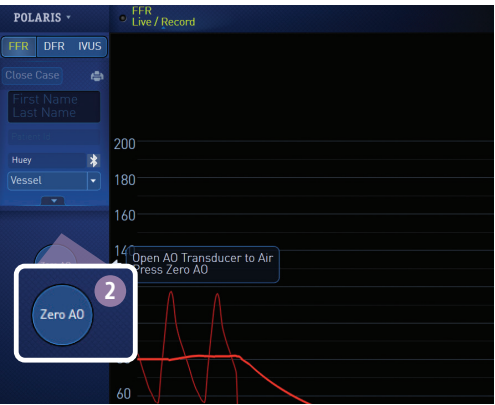 POLARIS
FFR
Live / Record
FFR DFR IVUS
Close Case
First Name
Last Name
Huey
Vessel
200
180
160
140
Open AO Transducer to Air
Press Zero AO
2
Zero AO
60